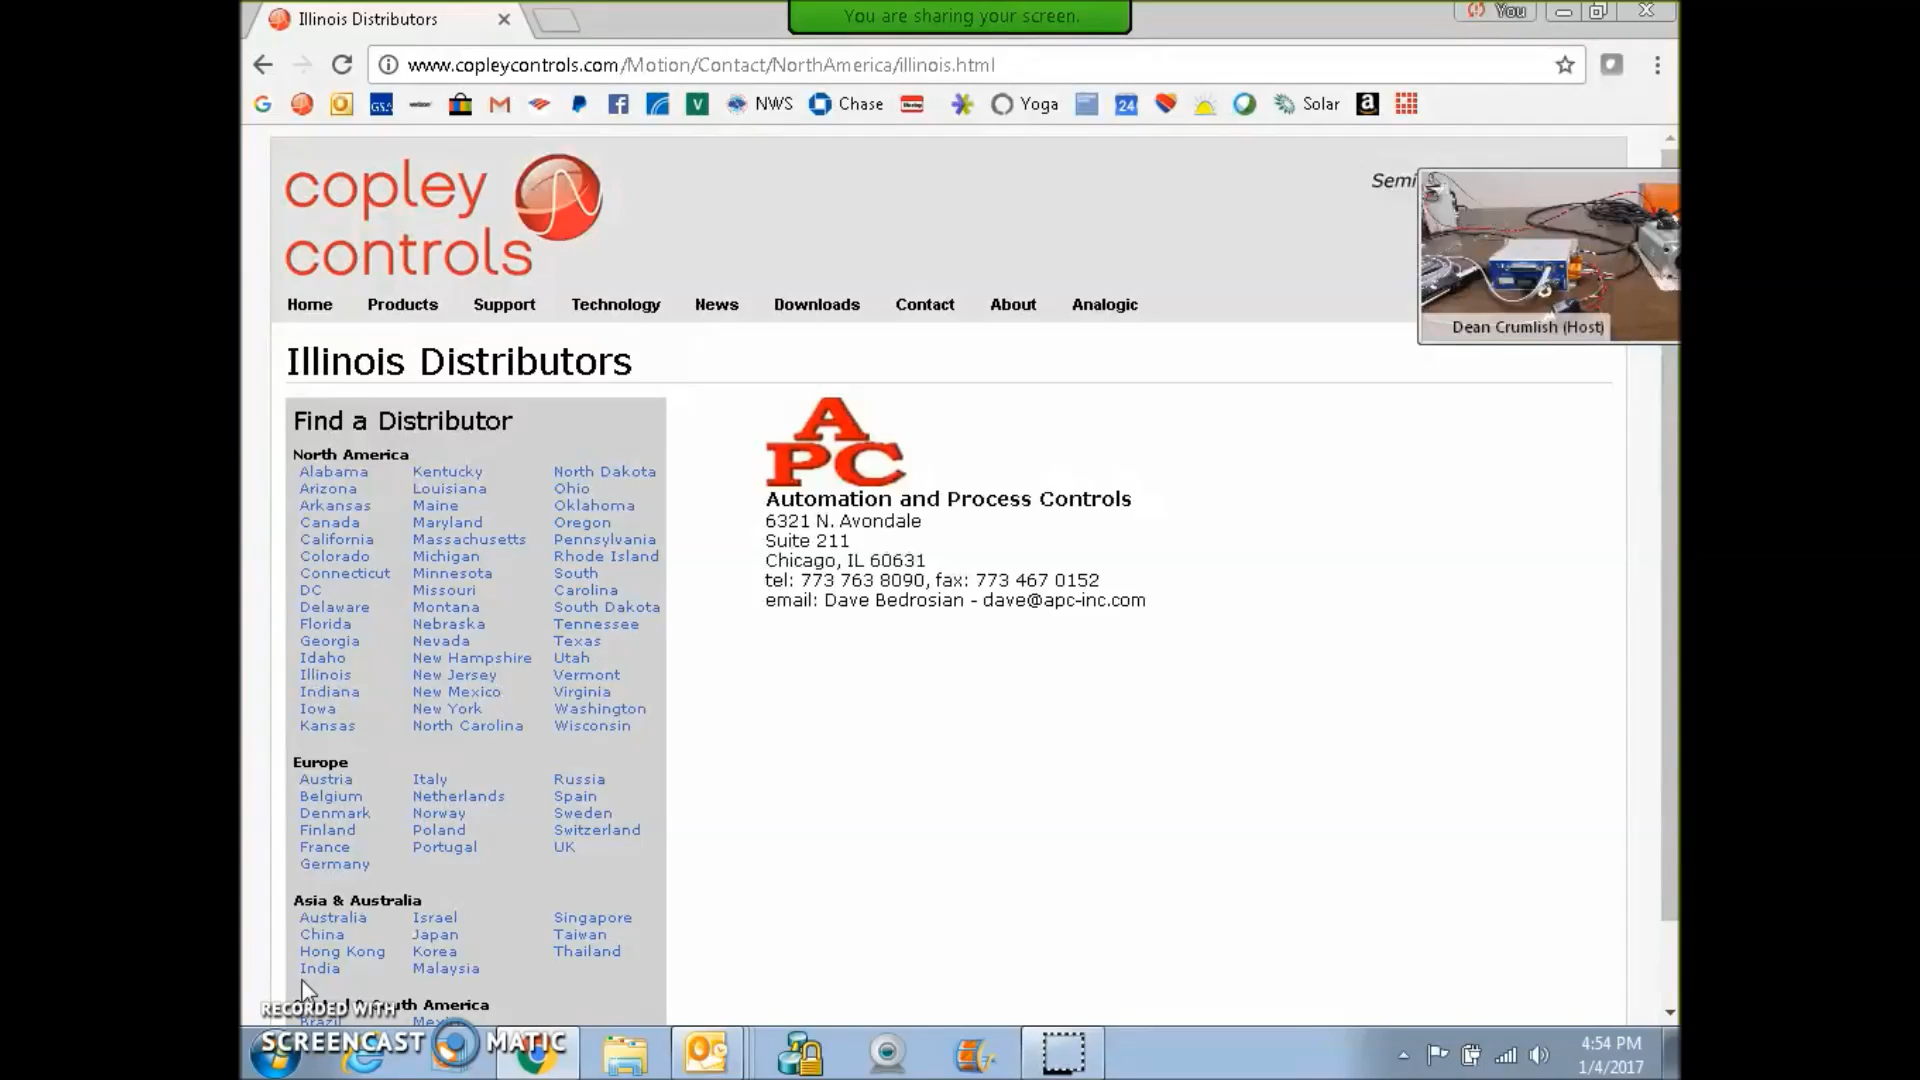 Illinois Distributors
You are sharing your screen.
You
www.copleycontrols.com/Motion/Contact/NorthAmerica/illinois.html
NWS
Chase
24
Yoga
Solar
copley
controls
Semi
Home Products Support Technology News Downloads Contact About Analogic
Dean Crumlish (Host)
Illinois Distributors
Find a Distributor
North America
Alabama Kentucky North Dakota
Arizona Louisiana Ohio
Arkansas Maine Oklahoma
Canada Maryland Oregon
California Massachusetts Pennsylvania
Colorado Michigan Rhode Island
Connecticut Minnesota South
DC Missouri Carolina
Delaware Montana South Dakota
Florida Nebraska Tennessee
Georgia Nevada Texas
Idaho New Hampshire Utah
Illinois New Jersey Vermont
Indiana New Mexico Virginia
Iowa New York Washington
Kansas North Carolina Wisconsin
Europe
Austria Italy Russia
Belgium Netherlands Spain
Denmark Norway Sweden
Finland Poland Switzerland
France Portugal UK
Germany
Asia & Australia
Australia Israel Singapore
China Japan Taiwan
Hong Kong Korea Thailand
India Malaysia
& South America
Brazil
APC
Automation and Process Controls
6321 N. Avondale
Suite 211
Chicago, IL 60631
tel: 773 763 8090, fax: 773 467 0152
email: Dave Bedrosian - dave@apc-inc.com
RECORDED WITH
SCREENCAST MATIC
4:54 PM
1/4/2017